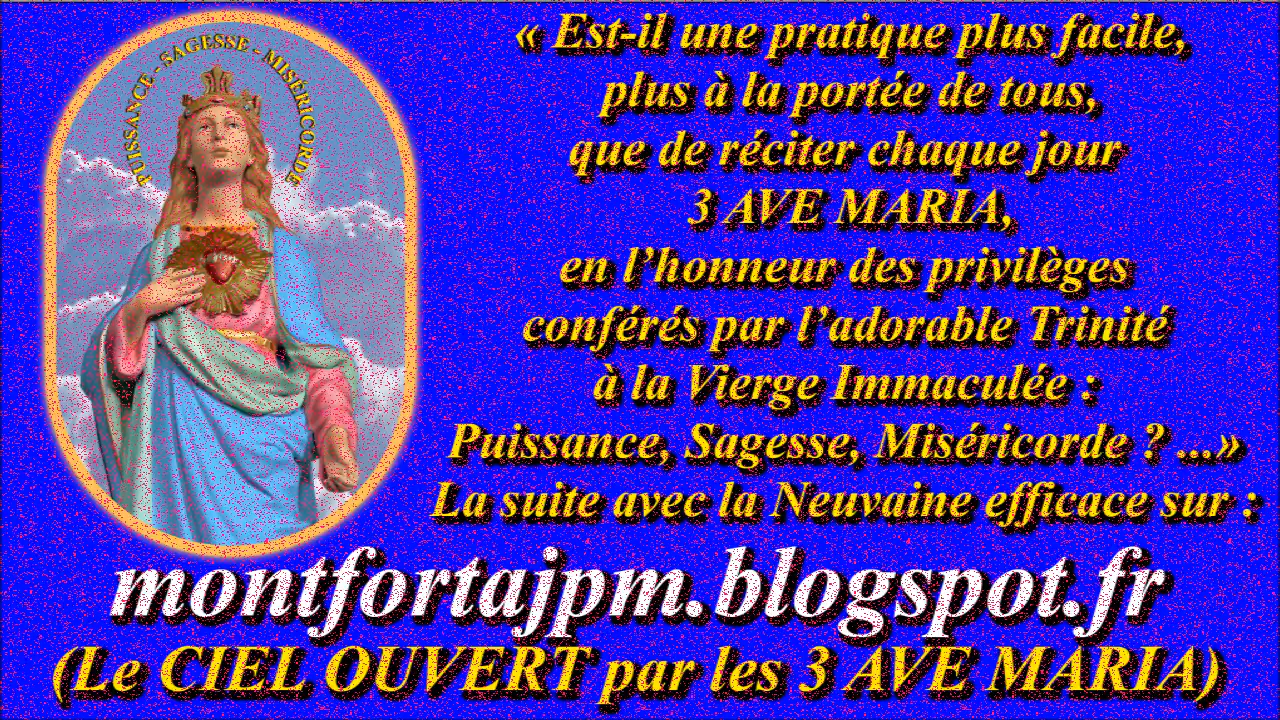 PUISSANCE - SAGESSE - MISÉRICORDE
« Est-il une pratique plus facile,
plus à la portée de tous,
que de réciter chaque jour
3 AVE MARIA,
en l’honneur des privilèges
conférés par l’adorable Trinité
à la Vierge Immaculée :
Puissance, Sagesse, Miséricorde ? ...»
La suite avec la Neuvaine efficace sur :
montfortajpm.blogspot.fr
(Le CIEL OUVERT par les 3 AVE MARIA)